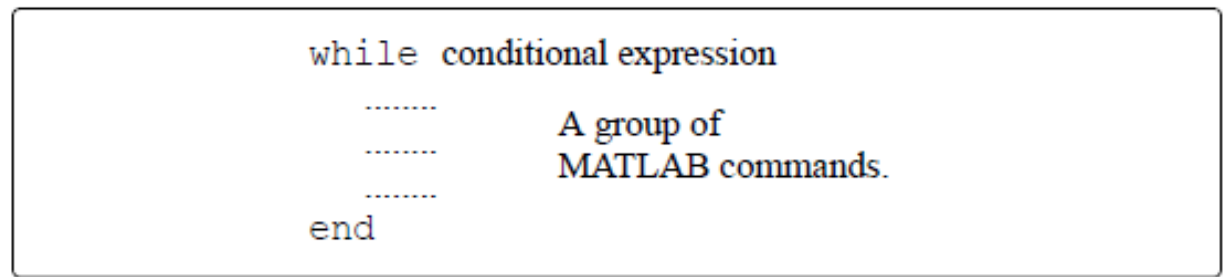 while conditional expression
........
A group of
........
MATLAB commands.
........
end